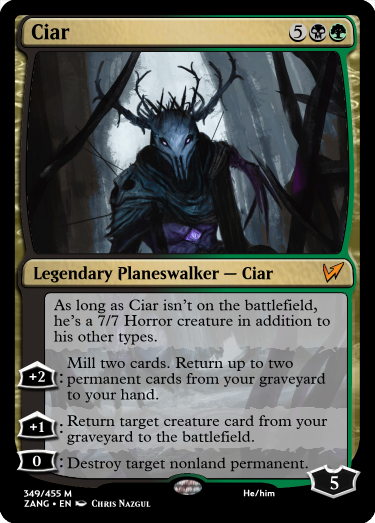 Ciar 5
Legendary Planeswalker — Ciar
As long as Ciar isn't on the battlefield,
he's a 7/7 Horror creature in addition to
his other types.
+2: Mill two cards. Return up to two
permanent cards from your graveyard
to your hand.
+1: Return target creature card from your
graveyard to the battlefield.
0: Destroy target nonland permanent.
5
349/455 M He/him
ZANG • EN Chris Nazgul